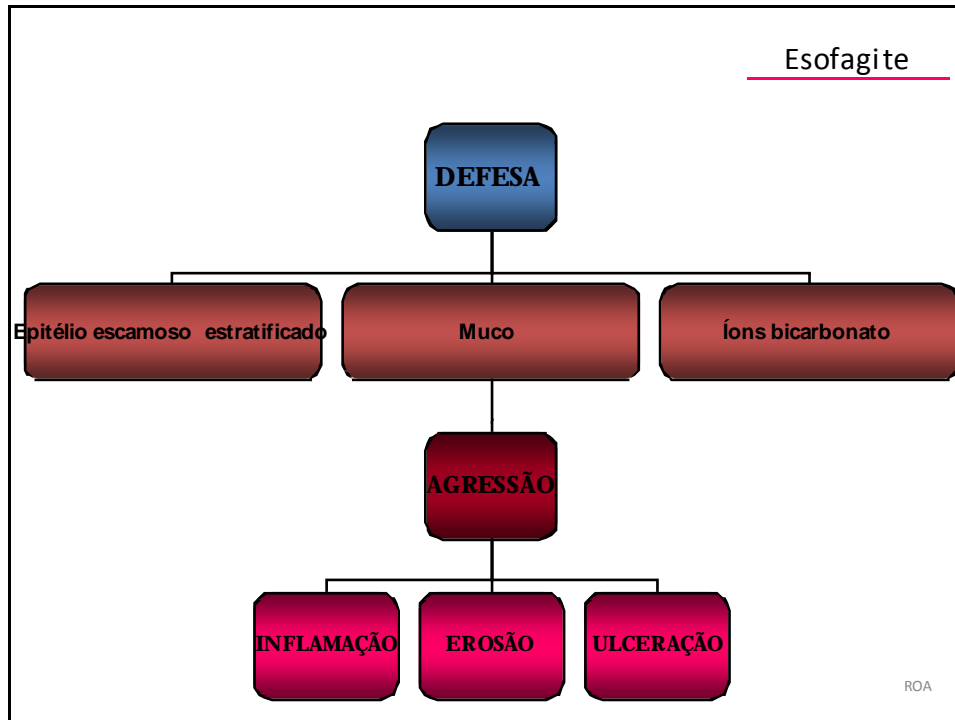 Esofagite
DEFESA
Epitélio escamoso estratificado
Muco
Íons bicarbonato
AGRESSÃO
INFLAMAÇÃO
EROSÃO
ULCERAÇÃO
ROA